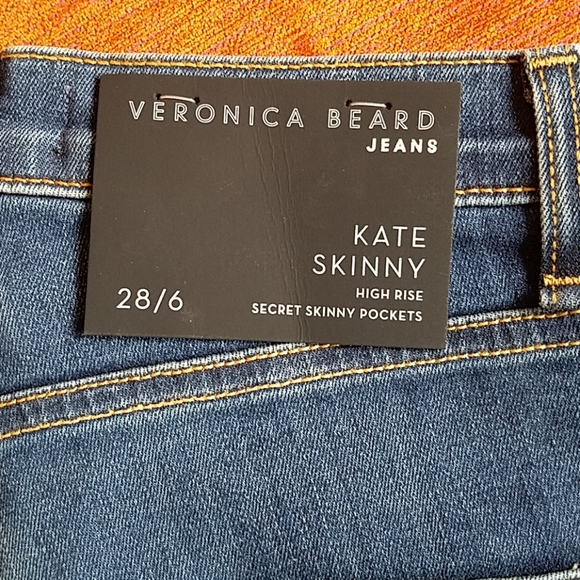 VERONICA BEARD
JEANS
KATE
SKINNY
HIGH RISE
28/6
SECRET SKINNY POCKETS